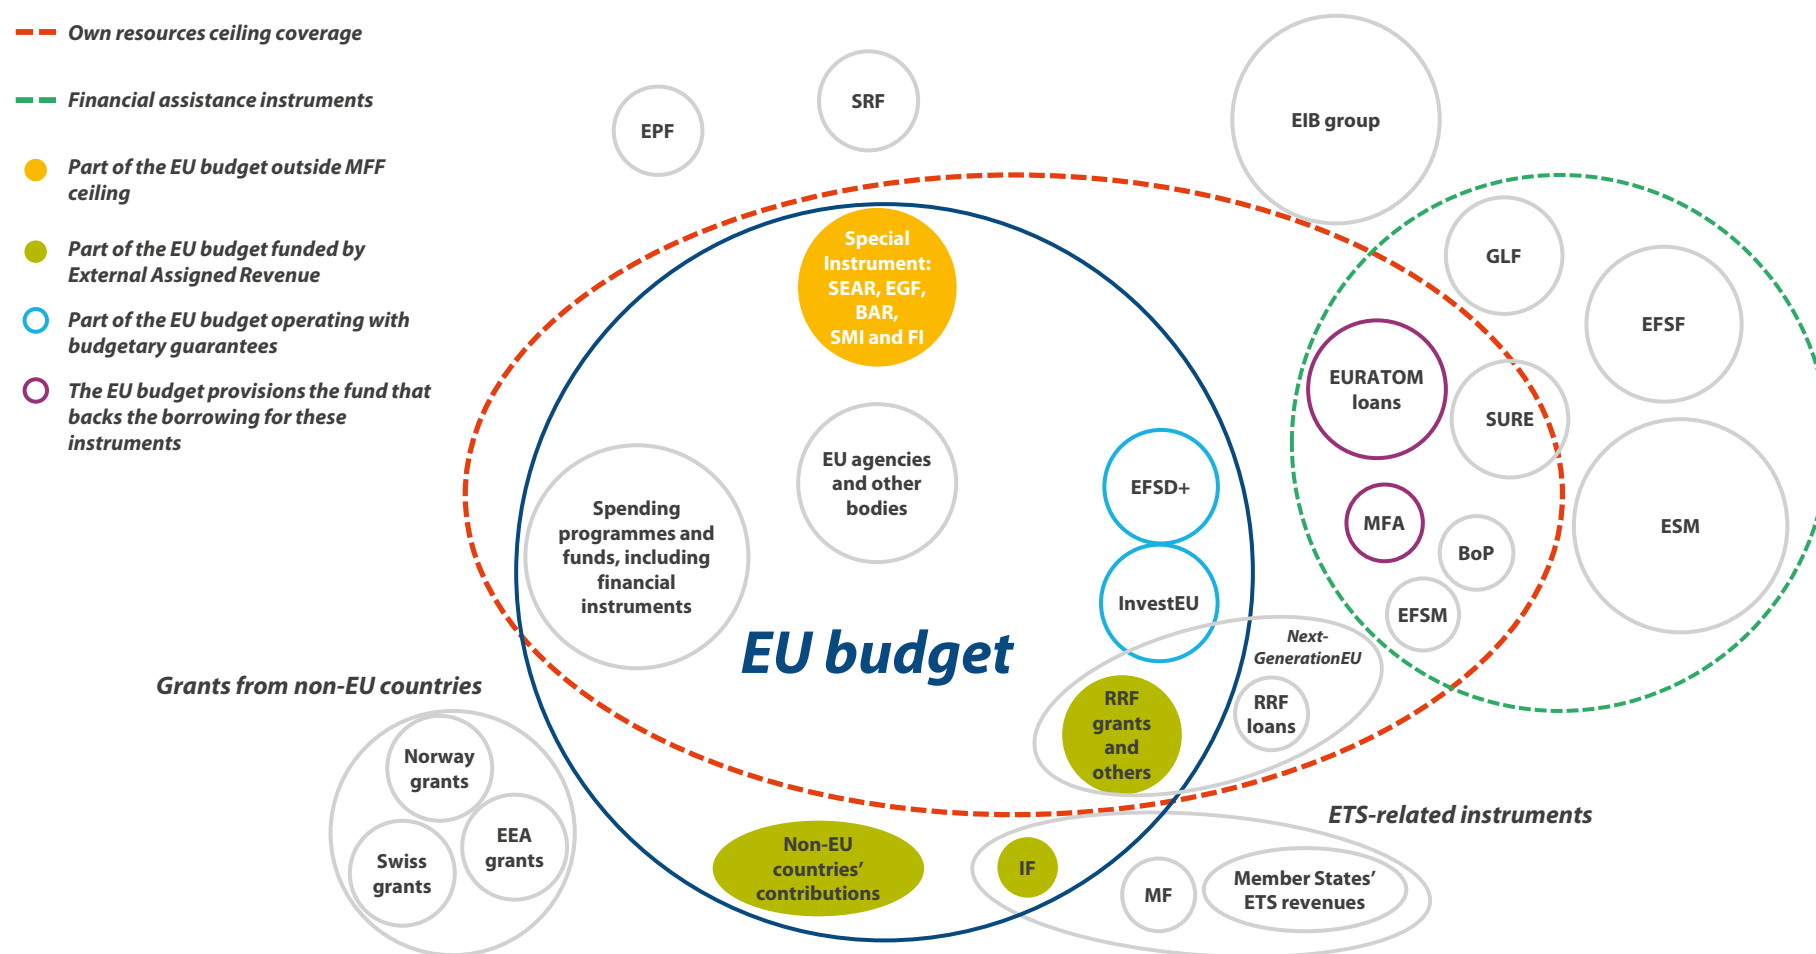 Own resources ceiling coverage
Financial assistance instruments
Part of the EU budget outside MFF
ceiling
Part of the EU budget funded by
External Assigned Revenue
Part of the EU budget operating with
budgetary guarantees
The EU budget provisions the fund that
backs the borrowing for these
instruments
EPF
SRF
EIB group
Special
Instrument:
SEAR, EGF,
BAR,
SMI and FI
GLF
EFSF
EURATOM
loans
SURE
ESM
MFA
BoP
EFSM
EU agencies
and other
bodies
EFSD+
InvestEU
Spending
programmes and
funds, including
financial
instruments
EU budget
Next-
GenerationEU
RRF
grants
and
others
RRF
loans
Grants from non-EU countries
Norway
grants
EEA
grants
Swiss
grants
Non-EU
countries’
contributions
ETS-related instruments
IF
MF
Member States’
ETS revenues